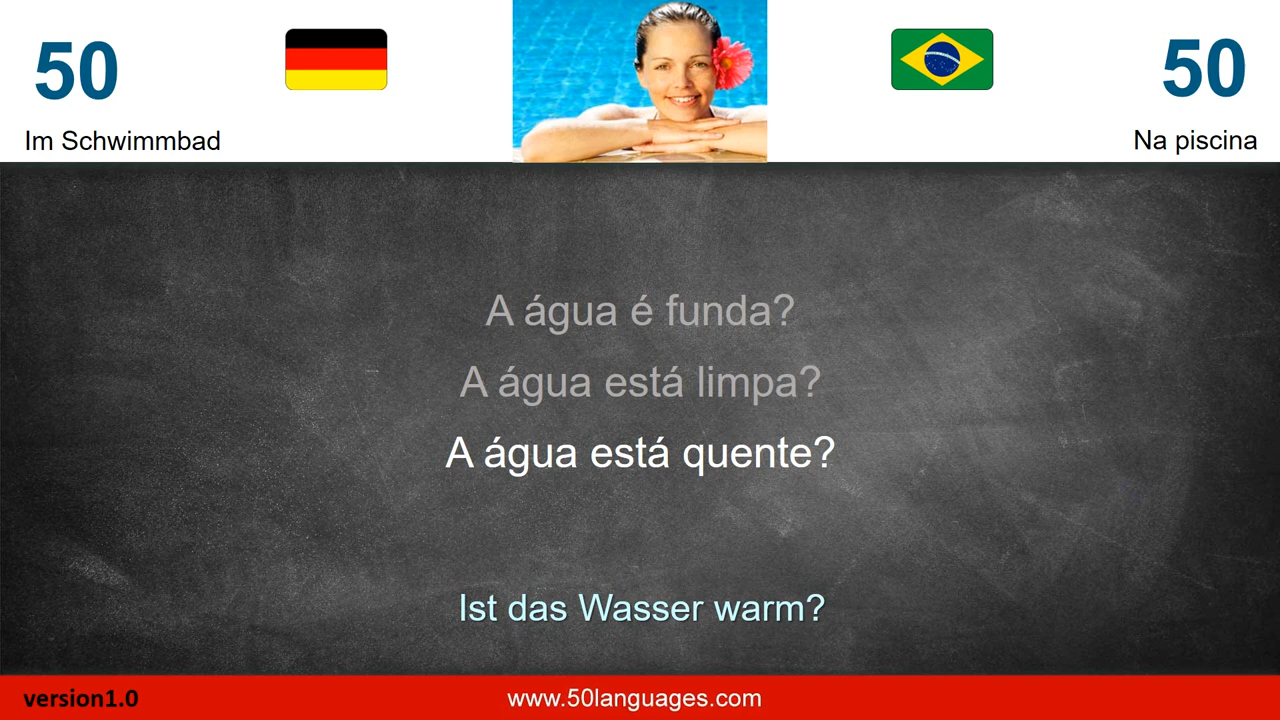 50
50
Im Schwimmbad
Na piscina
A água é funda?
A água está limpa?
A água está quente?
Ist das Wasser warm?
version1.0
www.50languages.com